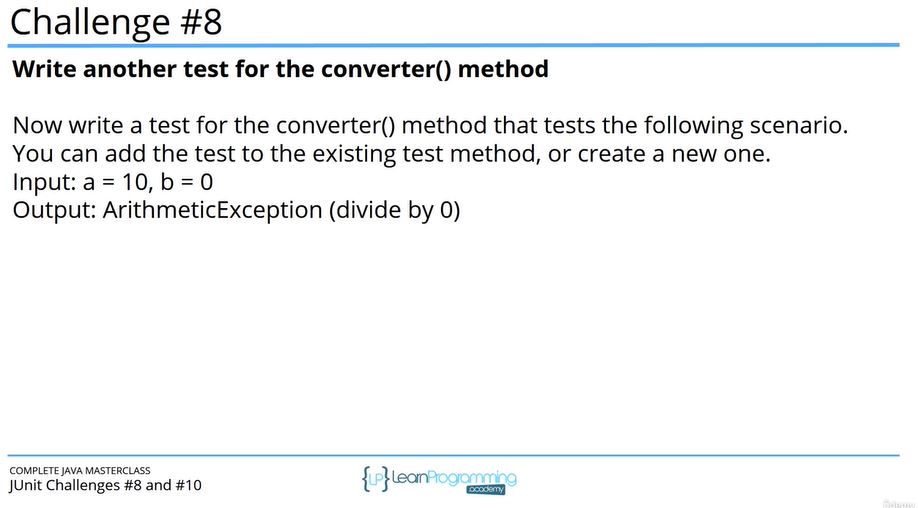 Challenge #8
Write another test for the converter() method
Now write a test for the converter() method that tests the following scenario.
You can add the test to the existing test method, or create a new one.
Input: a = 10, b = 0
Output: ArithmeticException (divide by 0)
COMPLETE JAVA MASTERCLASS
JUnit Challenges #8 and #10
{LP} LearnProgramming
.academy
Udemy